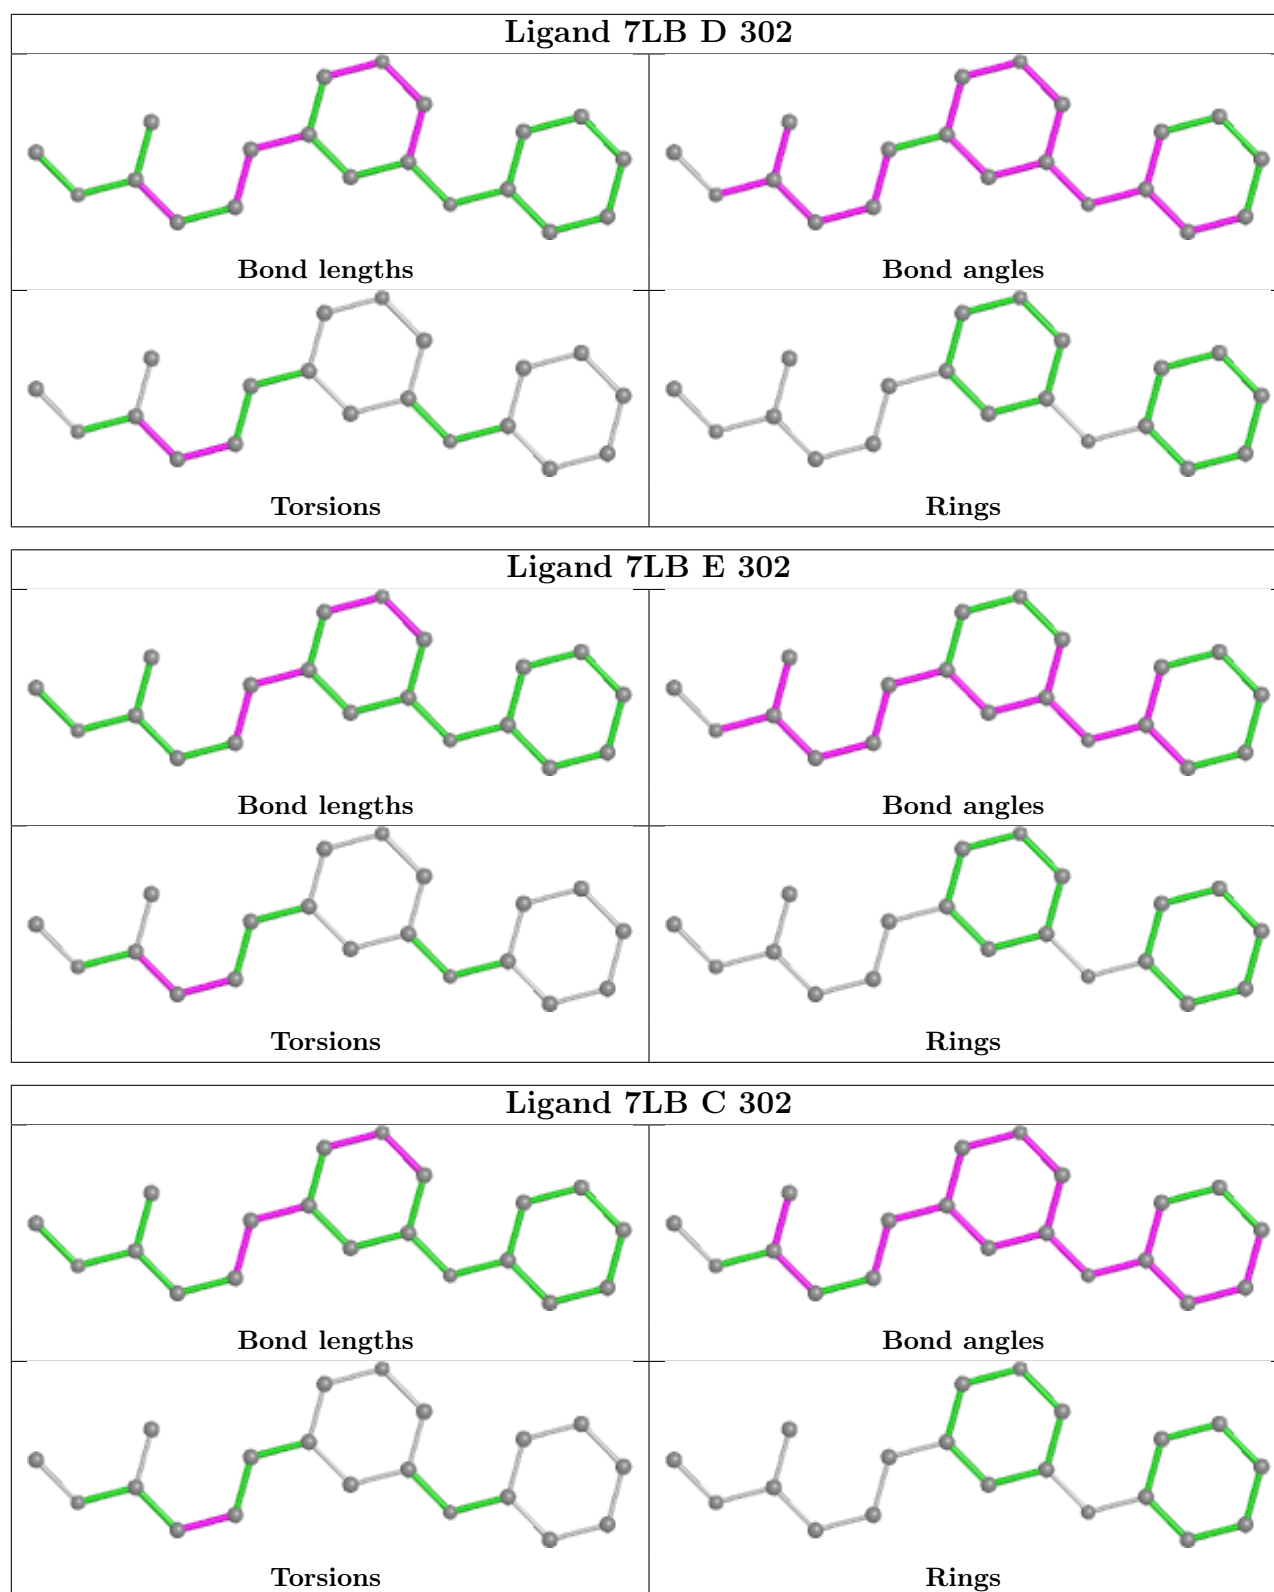 Ligand 7LB D 302
Bond lengths
Bond angles
Torsions
Rings
Ligand 7LB E 302
Bond lengths
Bond angles
Torsions
Rings
Ligand 7LB C 302
Bond lengths
Bond angles
Torsions
Rings